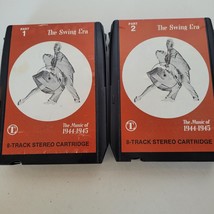 PART
1
The Swing Era
The Music of
1944-1945
8-TRACK STEREO CARTRIDGE
PART
2
The Swing Era
The Music of
1944-1945
8-TRACK STEREO CARTRIDGE